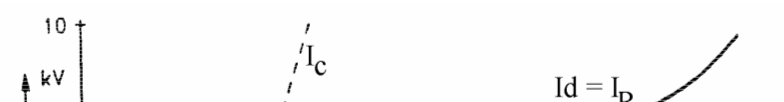 10
kV
I_c
Id = I_R